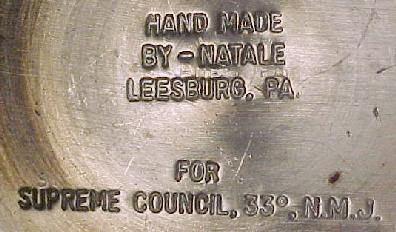 HAND MADE
BY - NATALE
LEESBURG, PA.
FOR
SUPREME COUNCIL, 33°, N.M.J.